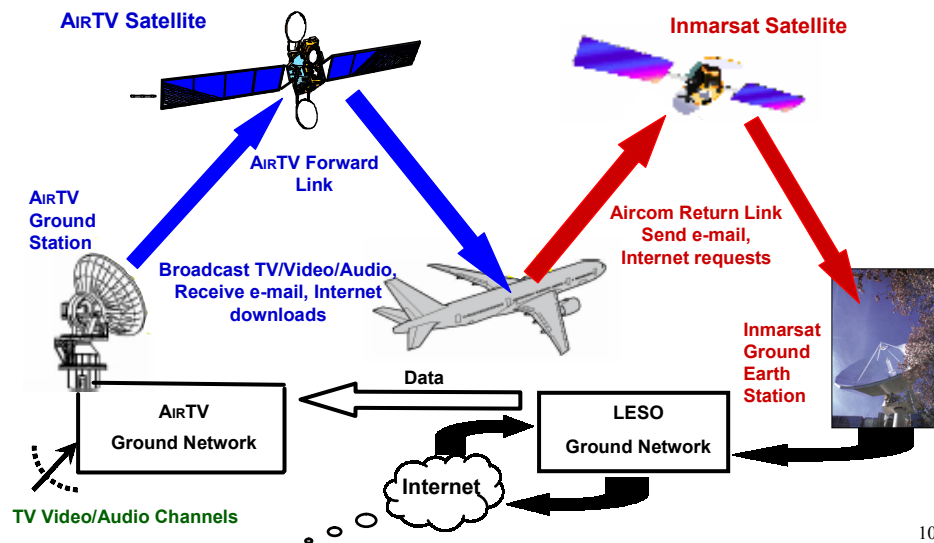 AIRTV Satellite
Inmarsat Satellite
AIRTV Forward
Link
AIRTV
Ground
Station
Aircom Return Link
Send e-mail,
Internet requests
Broadcast TV/Video/Audio,
Receive e-mail, Internet
downloads
Inmarsat
Ground
Earth
Station
Data
AIRTV
Ground Network
LESO
Ground Network
Internet
TV Video/Audio Channels
10